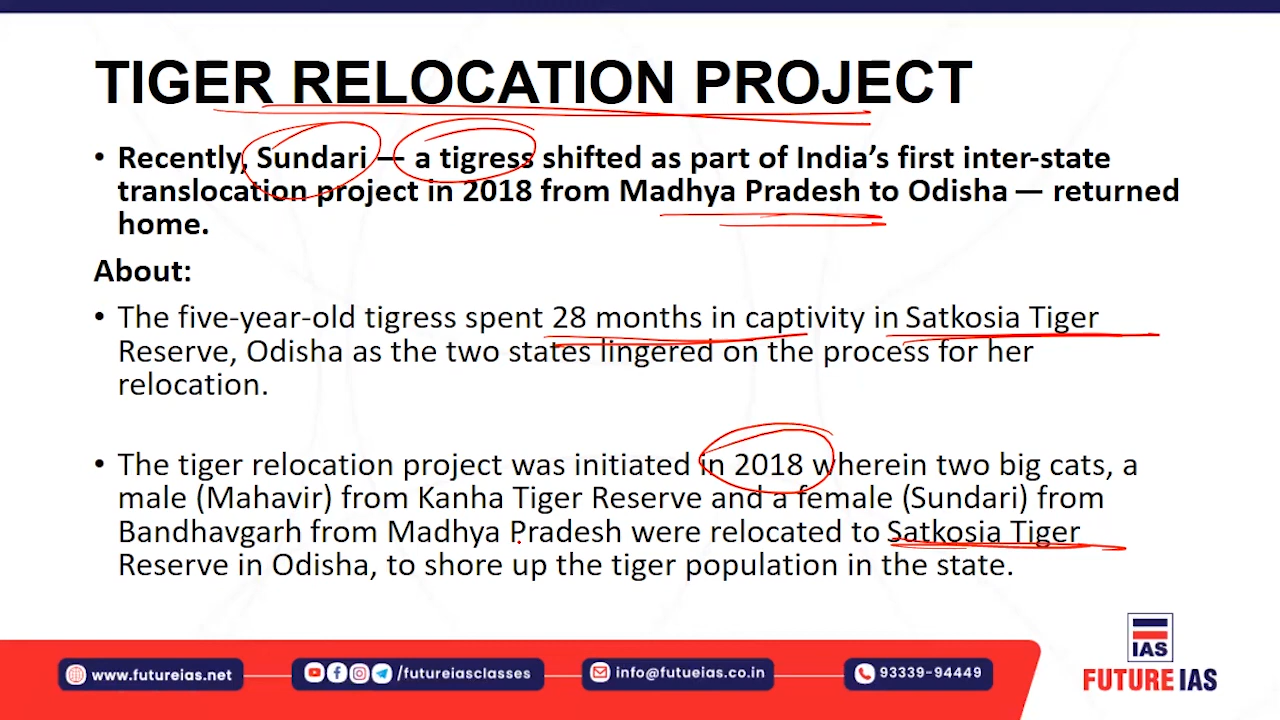 TIGER RELOCATION PROJECT
• Recently, Sundari — a tigress shifted as part of India's first inter-state
translocation project in 2018 from Madhya Pradesh to Odisha — returned
home.
About:
• The five-year-old tigress spent 28 months in captivity in Satkosia Tiger
Reserve, Odisha as the two states lingered on the process for her
relocation.
• The tiger relocation project was initiated in 2018 wherein two big cats, a
male (Mahavir) from Kanha Tiger Reserve and a female (Sundari) from
Bandhavgarh from Madhya Pradesh were relocated to Satkosia Tiger
Reserve in Odisha, to shore up the tiger population in the state.
www.futureias.net
/futureiasclasses
info@futueias.co.in
93339-94449
IAS
FUTURE IAS